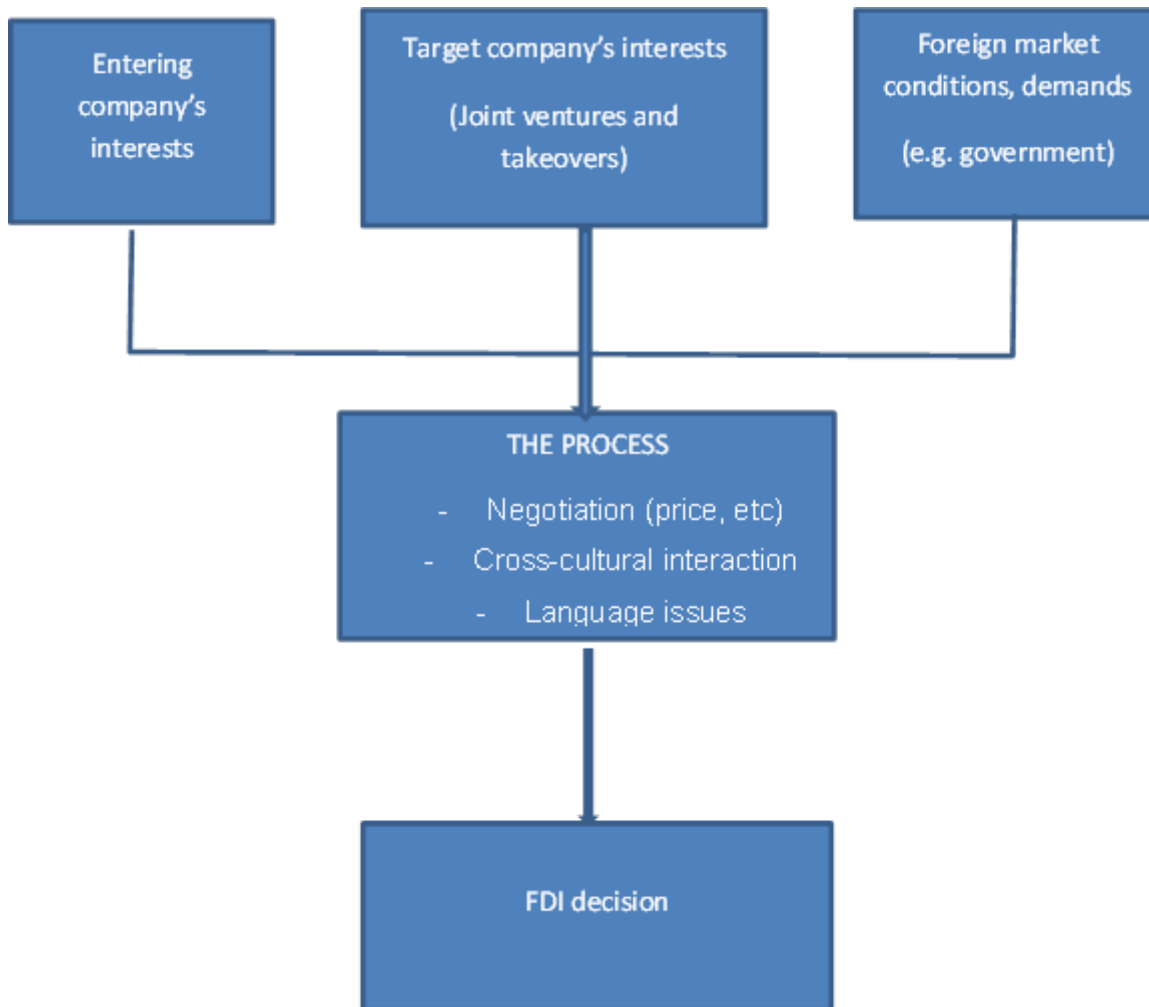 Entering
company’s
interests
Target company’s interests
(Joint ventures and
takeovers)
Foreign market
conditions, demands
(e.g. government)
THE PROCESS
- Negotiation (price, etc)
- Cross-cultural interaction
- Language issues
FDI decision